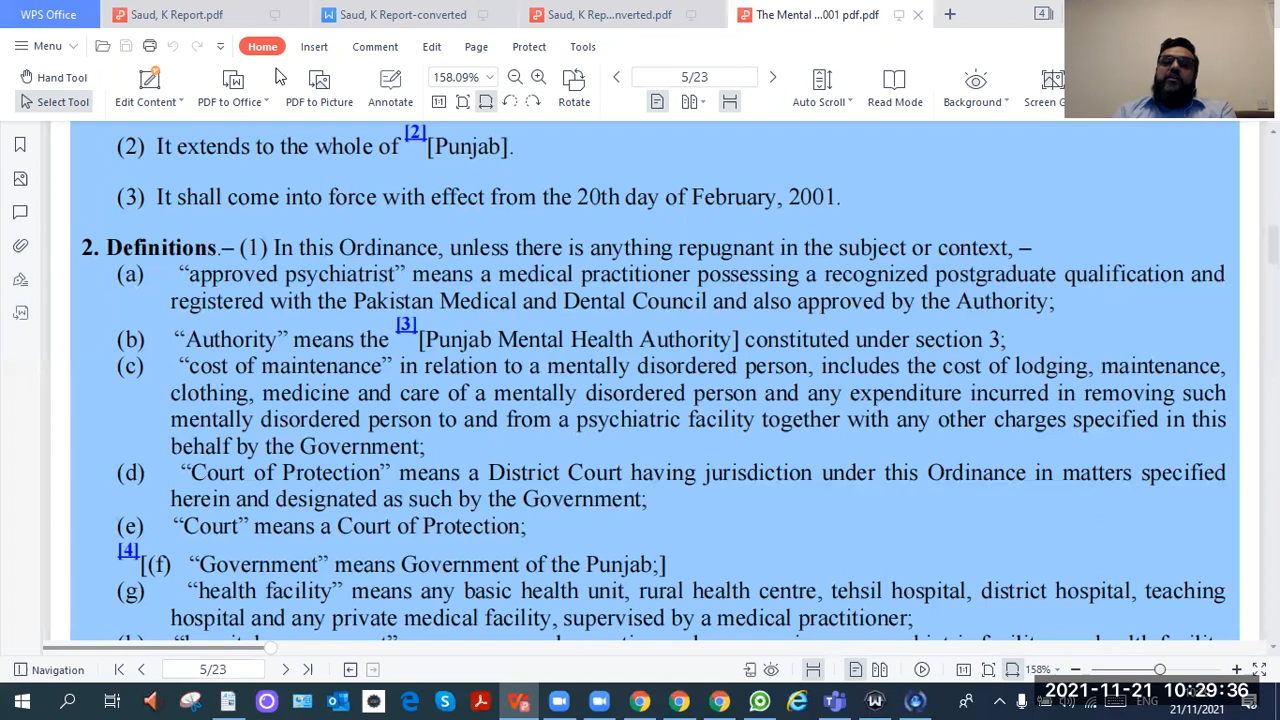 WPS Office
Saud, K Report.pdf
Saud, K Report-converted
Saud, K Rep...nverted.pdf
The Mental ...001 pdf.pdf
4
Menu
Home
Insert
Comment
Edit
Page
Protect
Tools
Hand Tool
Select Tool
Edit Content
PDF to Office
PDF to Picture
Annotate
158.09%
Rotate
5/23
Auto Scroll
Read Mode
Background
Screen G
(2) It extends to the whole of [2][Punjab].
(3) It shall come into force with effect from the 20th day of February, 2001.
2. Definitions.– (1) In this Ordinance, unless there is anything repugnant in the subject or context, –
(a) “approved psychiatrist” means a medical practitioner possessing a recognized postgraduate qualification and
registered with the Pakistan Medical and Dental Council and also approved by the Authority;
(b) “Authority” means the [3][Punjab Mental Health Authority] constituted under section 3;
(c) “cost of maintenance” in relation to a mentally disordered person, includes the cost of lodging, maintenance,
clothing, medicine and care of a mentally disordered person and any expenditure incurred in removing such
mentally disordered person to and from a psychiatric facility together with any other charges specified in this
behalf by the Government;
(d) “Court of Protection” means a District Court having jurisdiction under this Ordinance in matters specified
herein and designated as such by the Government;
(e) “Court” means a Court of Protection;
[4][(f) “Government” means Government of the Punjab;]
(g) “health facility” means any basic health unit, rural health centre, tehsil hospital, district hospital, teaching
hospital and any private medical facility, supervised by a medical practitioner;
Navigation
5/23
158%
2021-11-21 10:29:36
ENG
21/11/2021